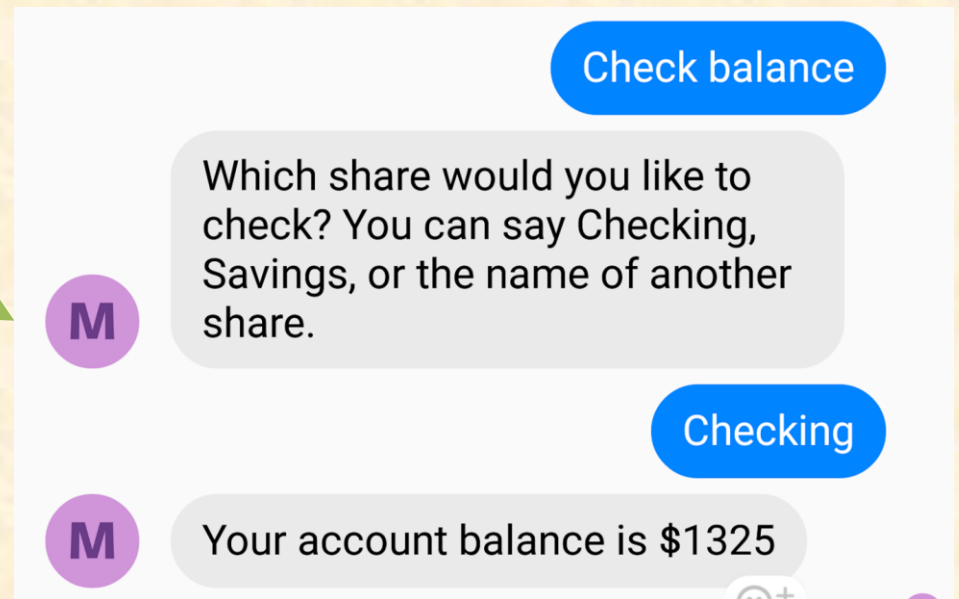 Check balance
Which share would you like to
check? You can say Checking,
Savings, or the name of another
share.
M
Checking
M
Your account balance is $1325